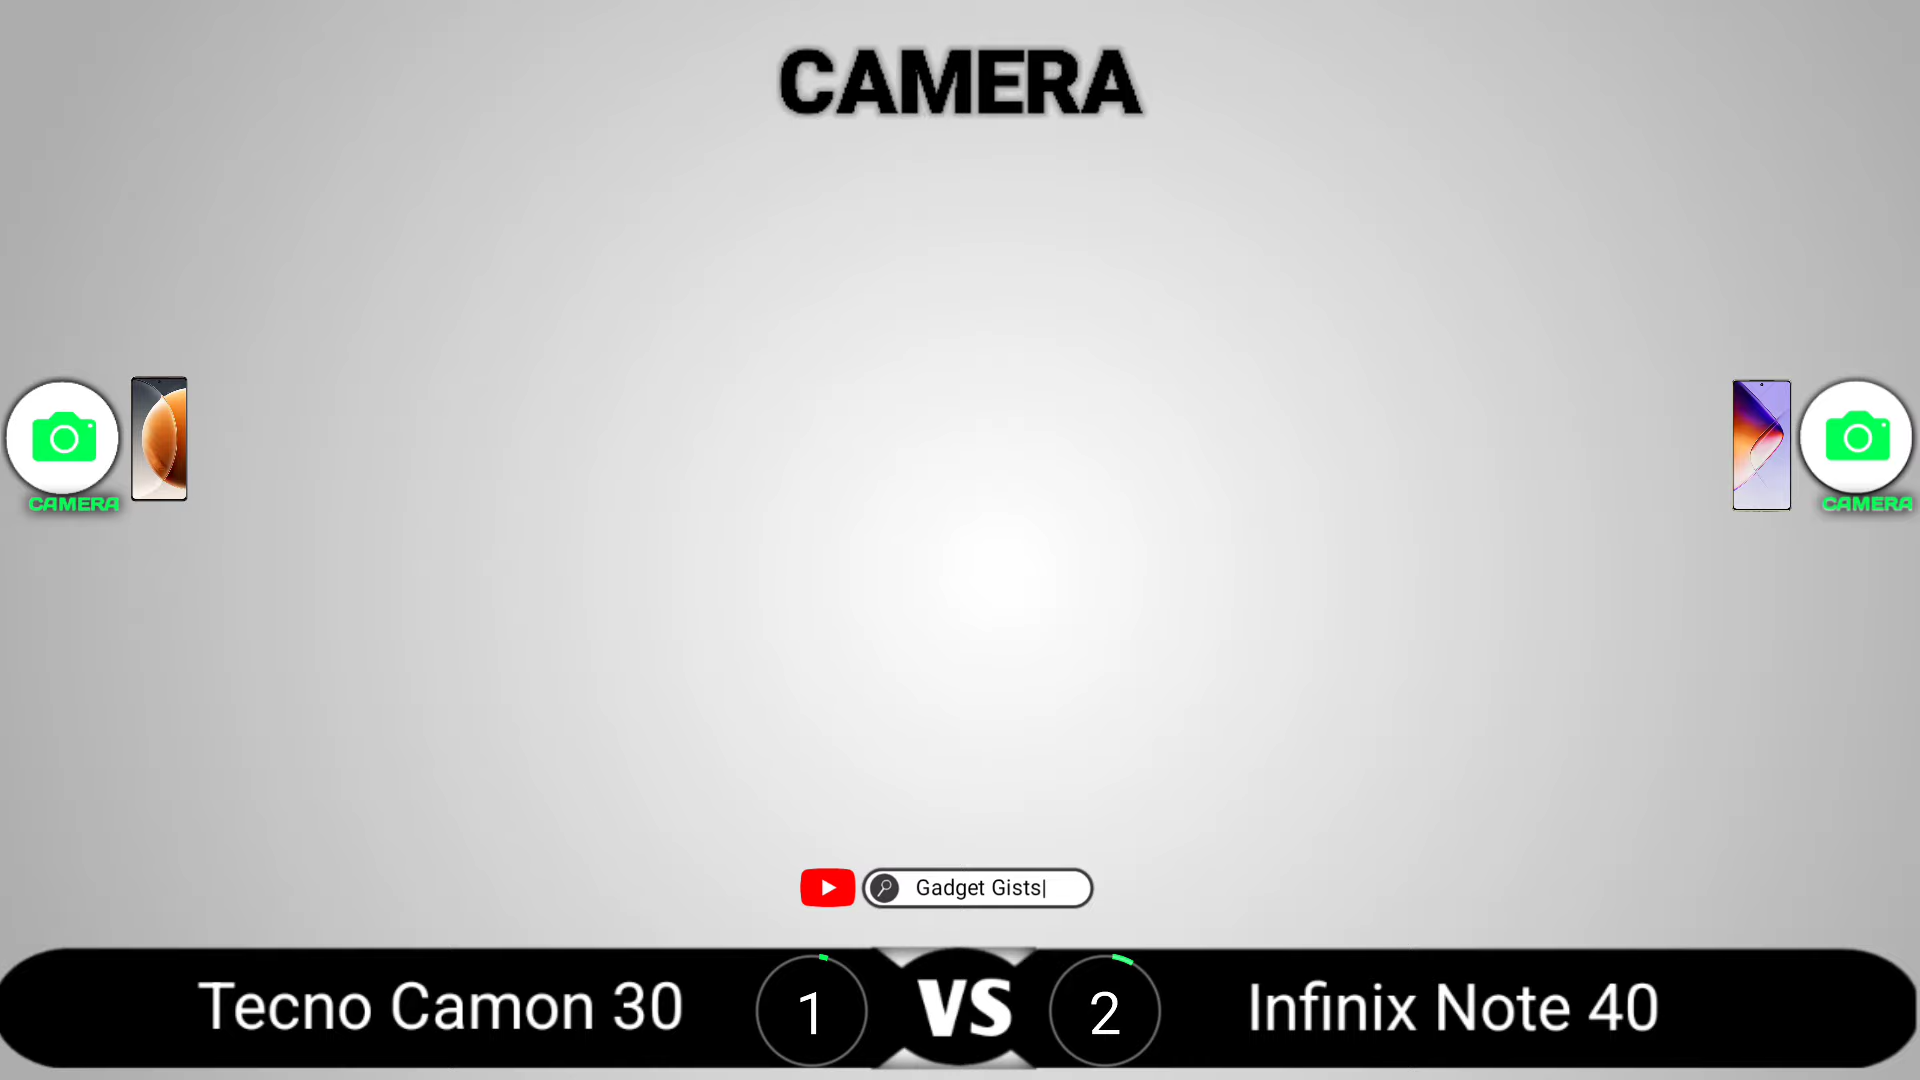 CAMERA
CAMERA
CAMERA
Gadget Gists|
Tecno Camon 30
1
VS
2
Infinix Note 40